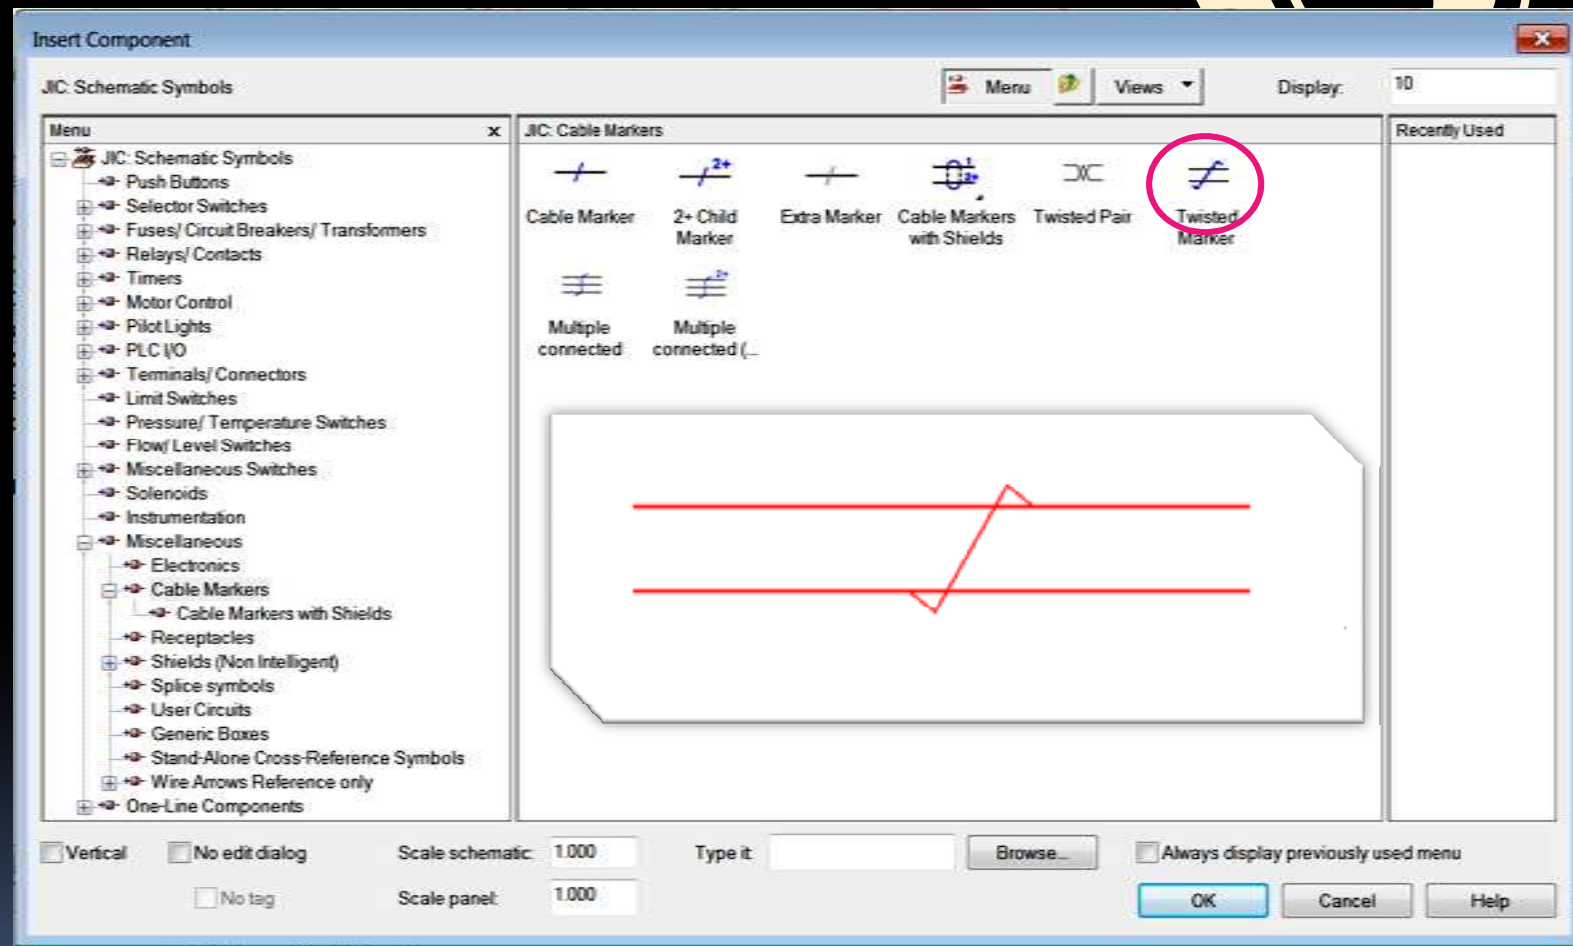 Insert Component
JIC: Schematic Symbols
Menu
Views
Display:
10
Menu
x
JIC: Schematic Symbols
Push Buttons
Selector Switches
Fuses/ Circuit Breakers/ Transformers
Relays/ Contacts
Timers
Motor Control
Pilot Lights
PLC I/O
Terminals/ Connectors
Limit Switches
Pressure/ Temperature Switches
Flow/ Level Switches
Miscellaneous Switches
Solenoids
Instrumentation
Miscellaneous
Electronics
Cable Markers
Cable Markers with Shields
Receptacles
Shields (Non Intelligent)
Splice symbols
User Circuits
Generic Boxes
Stand-Alone Cross-Reference Symbols
Wire Arrows Reference only
One-Line Components
JIC: Cable Markers
2+
1
2+
Cable Marker
2+ Child
Marker
Extra Marker
Cable Markers
with Shields
Twisted Pair
Twisted
Marker
2+
Multiple
connected
Multiple
connected (...
Recently Used
Vertical
No edit dialog
Scale schematic:
1.000
Type it:
Browse...
Always display previously used menu
No tag
Scale panel:
1.000
OK
Cancel
Help